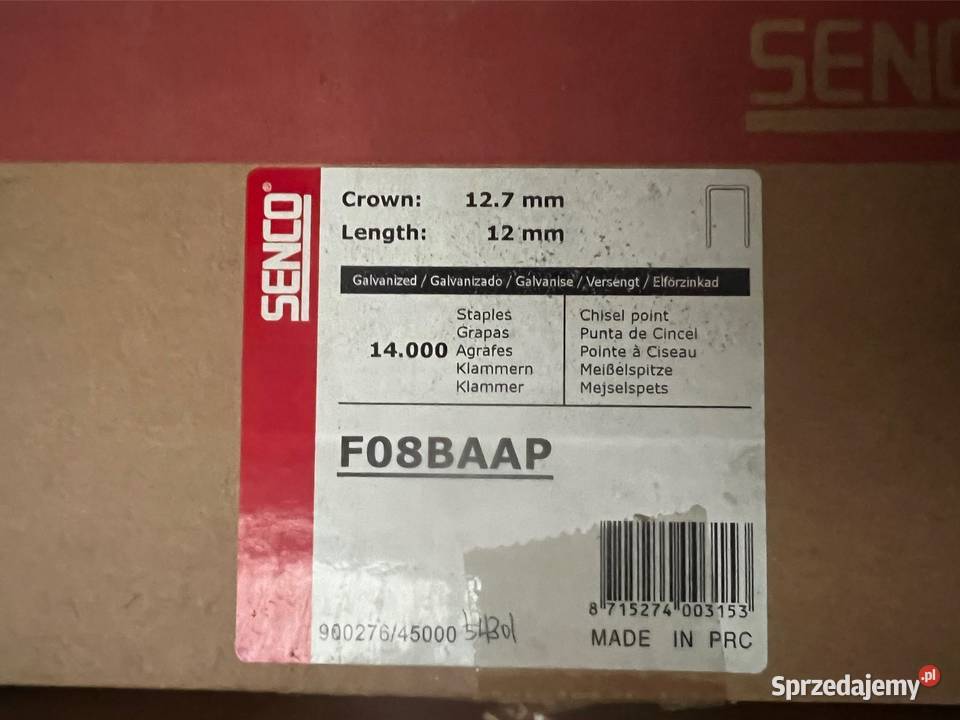 SENC
SENCO®
Crown: 12.7 mm
Length: 12 mm
Galvanized / Galvanizado / Galvanise / Versengt / Elförzinkad
14.000
Staples
Grapas
Agrafes
Klammern
Klammer
Chisel point
Punta de Cincel
Pointe à Ciseau
Meißelspitze
Mejselspets
F08BAAP
8 715274 003153
900276/45000
MADE IN PRC
Sprzedajemy.pl